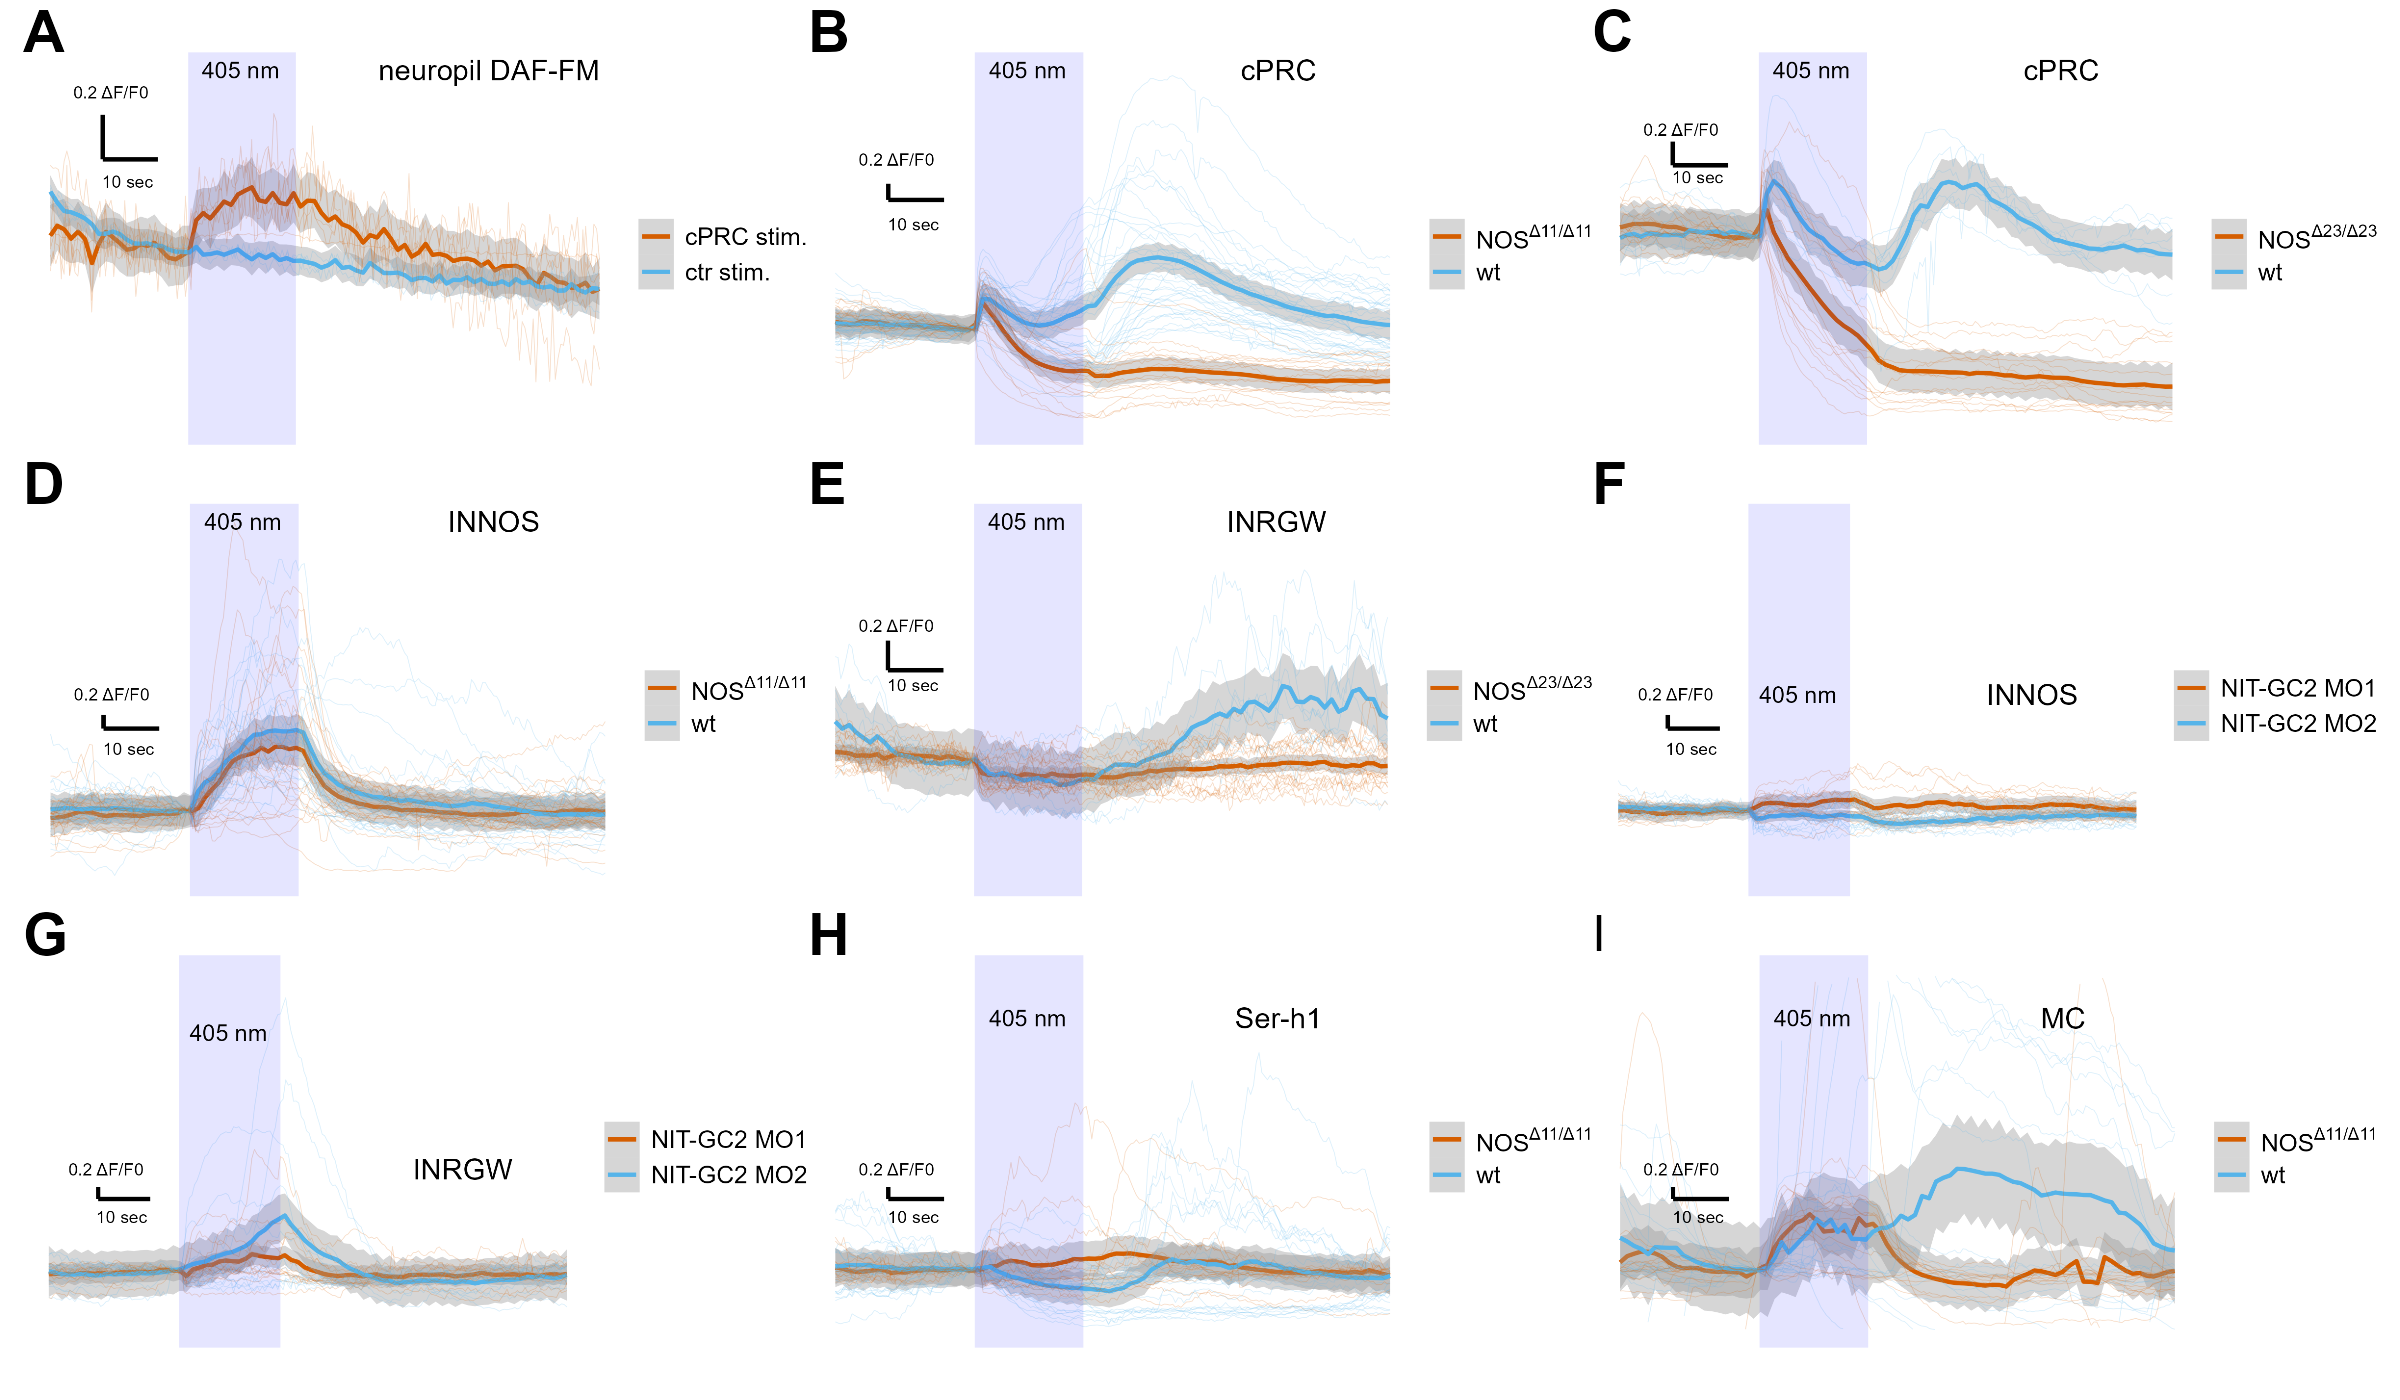 A
405 nm
neuropil DAF-FM
0.2 ΔF/F0
10 sec
cPRC stim.
ctr stim.
B
405 nm
cPRC
0.2 ΔF/F0
10 sec
NOSΔ11/Δ11
wt
C
405 nm
cPRC
0.2 ΔF/F0
10 sec
NOSΔ23/Δ23
wt
D
405 nm
INNOS
0.2 ΔF/F0
10 sec
NOSΔ11/Δ11
wt
E
405 nm
INRGW
0.2 ΔF/F0
10 sec
NOSΔ23/Δ23
wt
F
405 nm
INNOS
0.2 ΔF/F0
10 sec
NIT-GC2 MO1
NIT-GC2 MO2
G
405 nm
INRGW
0.2 ΔF/F0
10 sec
NIT-GC2 MO1
NIT-GC2 MO2
H
405 nm
Ser-h1
0.2 ΔF/F0
10 sec
NOSΔ11/Δ11
wt
I
405 nm
MC
0.2 ΔF/F0
10 sec
NOSΔ11/Δ11
wt